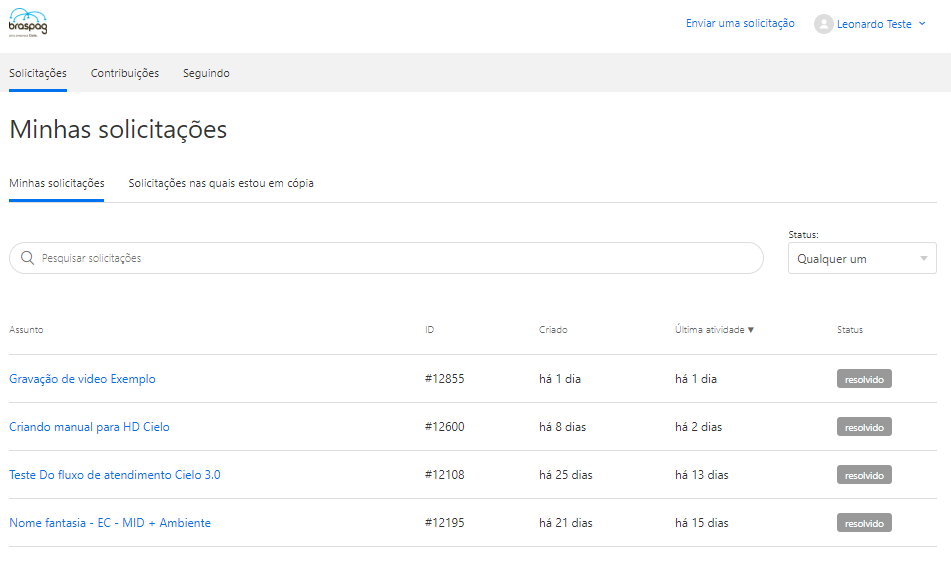 braspag
uma empresa Cielo
Enviar uma solicitação
Leonardo Teste
Solicitações Contribuições Seguindo
Minhas solicitações
Minhas solicitações Solicitações nas quais estou em cópia
Status:
Pesquisar solicitações
Qualquer um
Assunto ID Criado Última atividade ▼ Status
Gravação de video Exemplo #12855 há 1 dia há 1 dia resolvido
Criando manual para HD Cielo #12600 há 8 dias há 2 dias resolvido
Teste Do fluxo de atendimento Cielo 3.0 #12108 há 25 dias há 13 dias resolvido
Nome fantasia - EC - MID + Ambiente #12195 há 21 dias há 15 dias resolvido